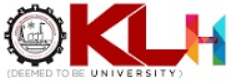 KLH
(DEEMED TO BE UNIVERSITY)